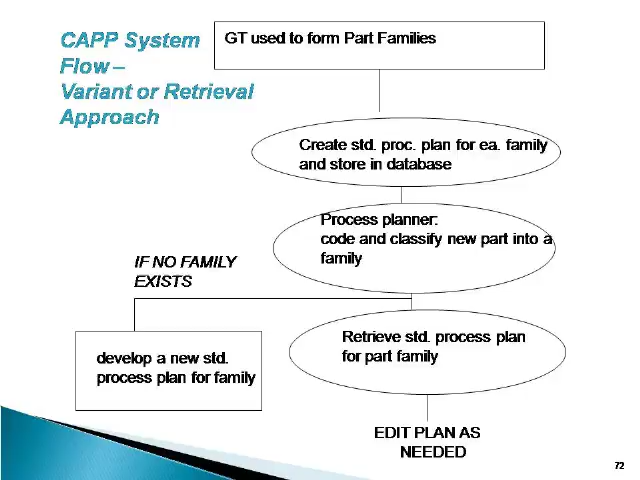 CAPP System
Flow –
Variant or Retrieval
Approach
GT used to form Part Families
Create std. proc. plan for ea. family
and store in database
Process planner:
code and classify new part into a
family
IF NO FAMILY
EXISTS
Retrieve std. process plan
for part family
develop a new std.
process plan for family
EDIT PLAN AS
NEEDED
72